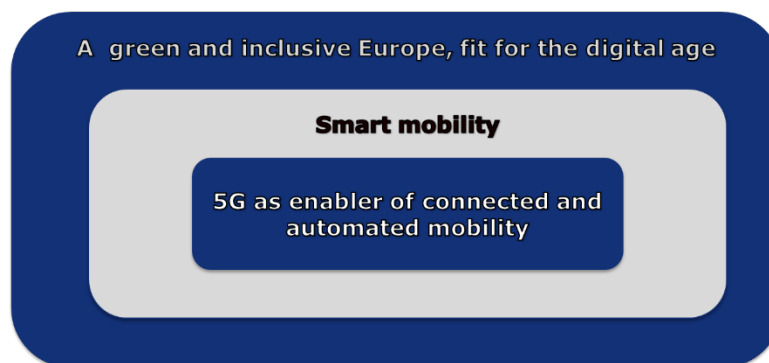 A green and inclusive Europe, fit for the digital age
Smart mobility
5G as enabler of connected and
automated mobility